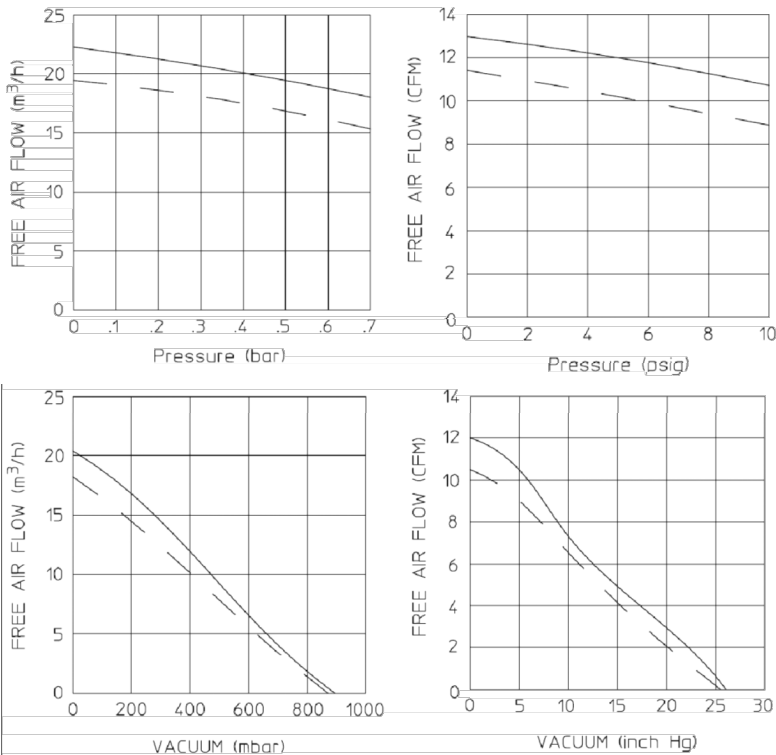 FREE AIR FLOW (m³/h)
25
20
15
10
5
0
0 .1 .2 .3 .4 .5 .6 .7
Pressure (bar)
FREE AIR FLOW (CFM)
14
12
10
8
6
4
2
0
0 2 4 6 8 10
Pressure (psig)
FREE AIR FLOW (m³/h)
25
20
15
10
5
0
0 200 400 600 800 1000
VACUUM (mbar)
FREE AIR FLOW (CFM)
14
12
10
8
6
4
2
0
0 5 10 15 20 25 30
VACUUM (inch Hg)